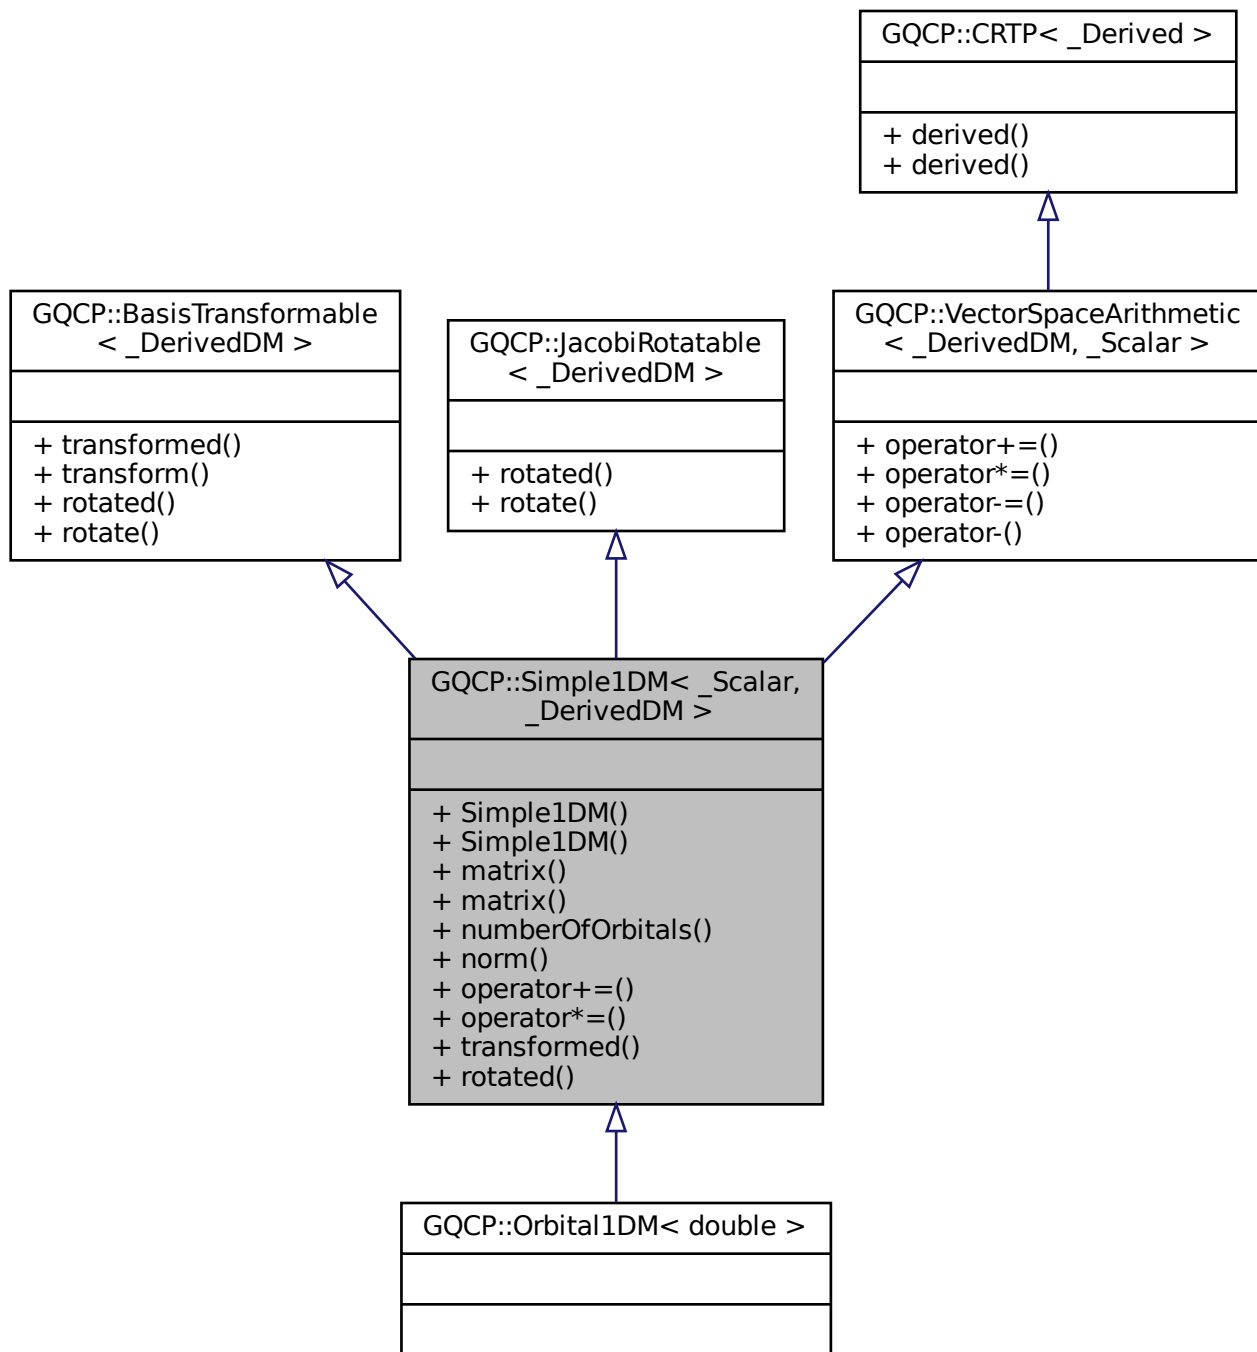 GQCP::CRTP< _Derived >
+ derived()
+ derived()
GQCP::BasisTransformable
< _DerivedDM >
+ transformed()
+ transform()
+ rotated()
+ rotate()
GQCP::JacobiRotatable
< _DerivedDM >
+ rotated()
+ rotate()
GQCP::VectorSpaceArithmetic
< _DerivedDM, _Scalar >
+ operator+=()
+ operator*=()
+ operator-=()
+ operator-()
GQCP::Simple1DM< _Scalar,
_DerivedDM >
+ Simple1DM()
+ Simple1DM()
+ matrix()
+ matrix()
+ numberOfOrbitals()
+ norm()
+ operator+=()
+ operator*=()
+ transformed()
+ rotated()
GQCP::Orbital1DM< double >